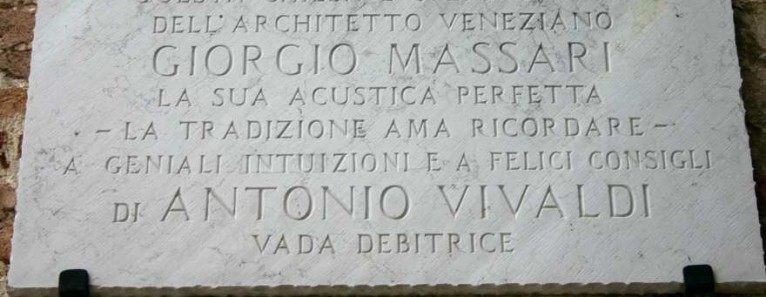 DELL'ARCHITETTO VENEZIANO
GIORGIO MASSARI
LA SUA ACUSTICA PERFETTA
– LA TRADIZIONE AMA RICORDARE –
A GENIALI INTUIZIONI E A FELICI CONSIGLI
DI ANTONIO VIVALDI
VADA DEBITRICE